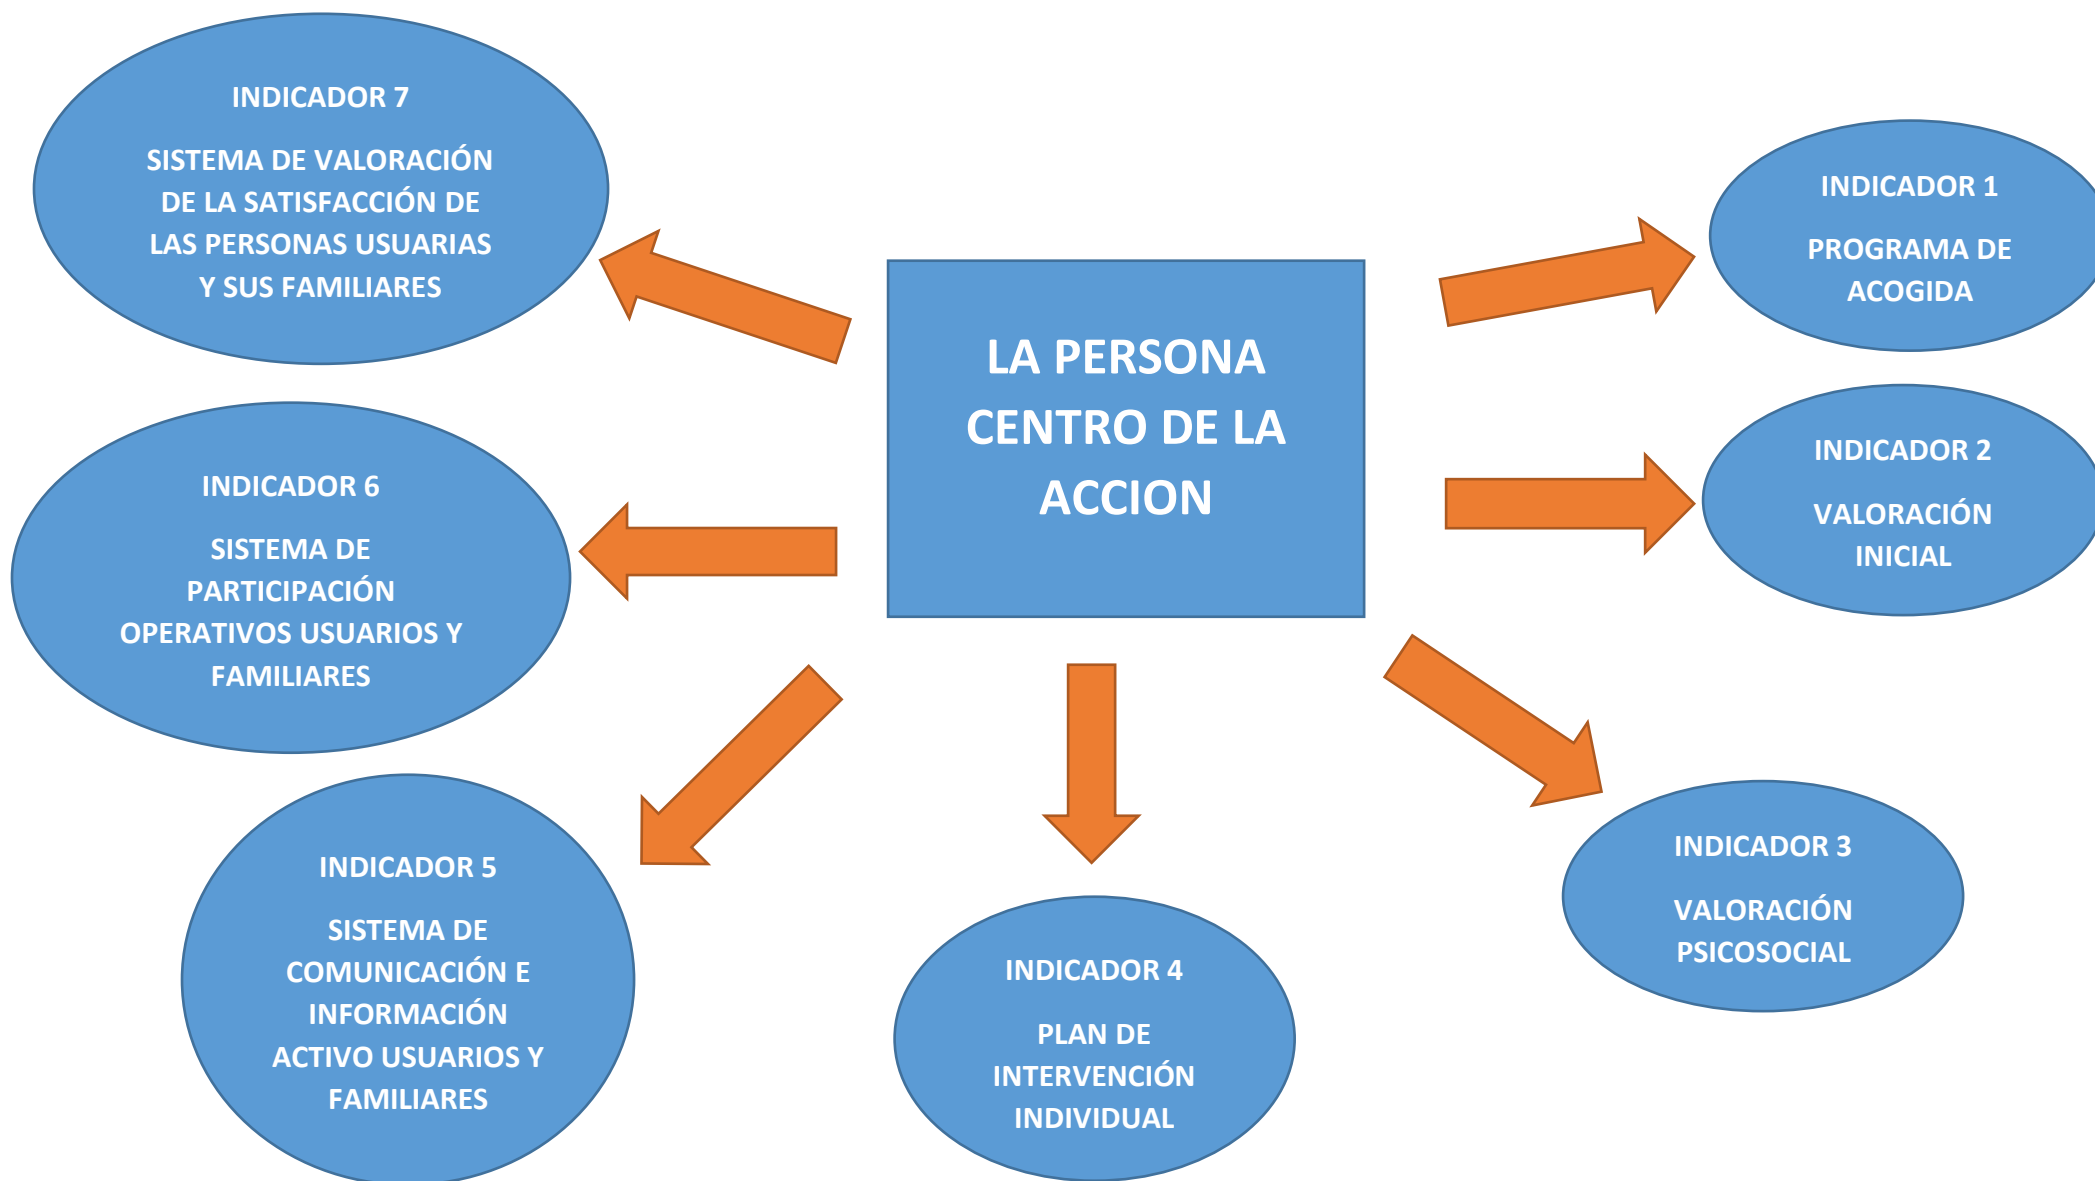 LA PERSONA
CENTRO DE LA
ACCION
INDICADOR 1
PROGRAMA DE
ACOGIDA
INDICADOR 2
VALORACIÓN
INICIAL
INDICADOR 3
VALORACIÓN
PSICOSOCIAL
INDICADOR 4
PLAN DE
INTERVENCIÓN
INDIVIDUAL
INDICADOR 5
SISTEMA DE
COMUNICACIÓN E
INFORMACIÓN
ACTIVO USUARIOS Y
FAMILIARES
INDICADOR 6
SISTEMA DE
PARTICIPACIÓN
OPERATIVOS USUARIOS Y
FAMILIARES
INDICADOR 7
SISTEMA DE VALORACIÓN
DE LA SATISFACCIÓN DE
LAS PERSONAS USUARIAS
Y SUS FAMILIARES